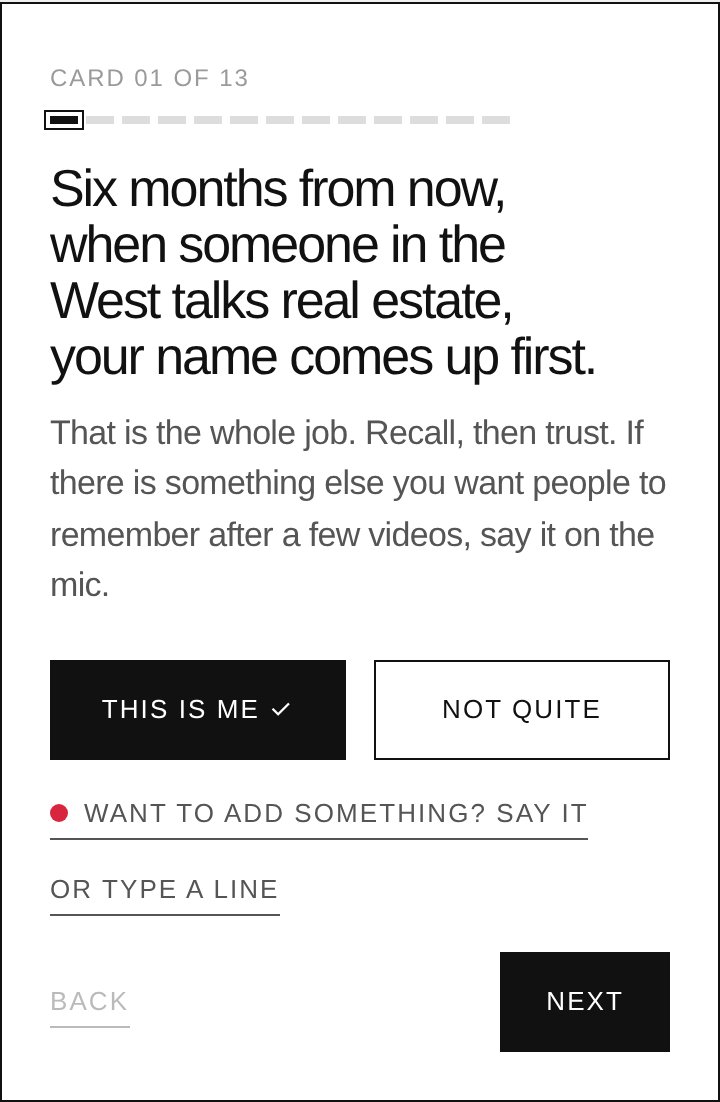 CARD 01 OF 13
Six months from now,
when someone in the
West talks real estate,
your name comes up first.
That is the whole job. Recall, then trust. If
there is something else you want people to
remember after a few videos, say it on the
mic.
THIS IS ME ✓
NOT QUITE
WANT TO ADD SOMETHING? SAY IT
OR TYPE A LINE
BACK
NEXT